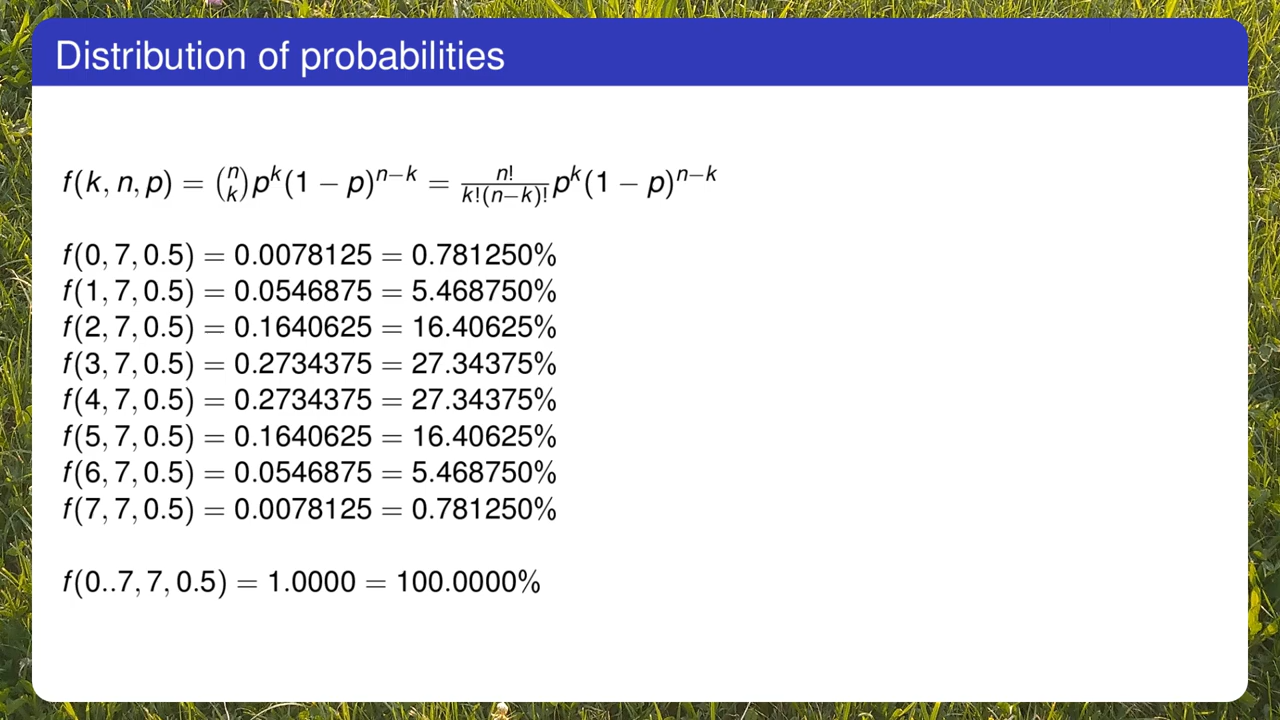 Distribution of probabilities
f(k, n, p) = (n k) p^k (1 − p)^{n−k} = n! / k!(n−k)! p^k (1 − p)^{n−k}
f(0, 7, 0.5) = 0.0078125 = 0.781250%
f(1, 7, 0.5) = 0.0546875 = 5.468750%
f(2, 7, 0.5) = 0.1640625 = 16.40625%
f(3, 7, 0.5) = 0.2734375 = 27.34375%
f(4, 7, 0.5) = 0.2734375 = 27.34375%
f(5, 7, 0.5) = 0.1640625 = 16.40625%
f(6, 7, 0.5) = 0.0546875 = 5.468750%
f(7, 7, 0.5) = 0.0078125 = 0.781250%
f(0..7, 7, 0.5) = 1.0000 = 100.0000%